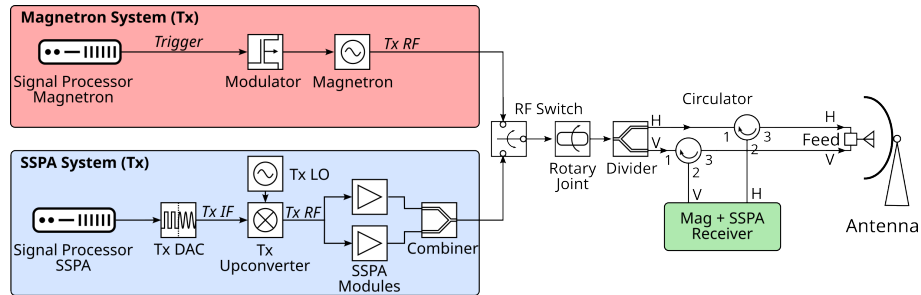 Magnetron System (Tx)
Trigger
Tx RF
Signal Processor
Magnetron
Modulator
Magnetron
SSPA System (Tx)
Tx LO
Tx IF
Tx RF
Signal Processor
SSPA
Tx DAC
Tx
Upconverter
SSPA
Modules
Combiner
RF Switch
Rotary
Joint
Divider
H
V
Circulator
1
3
2
1
3
2
V
H
H
Feed
V
Mag + SSPA
Receiver
Antenna